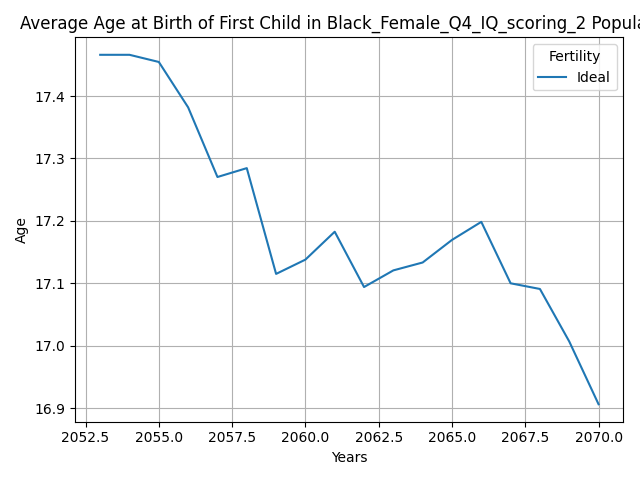 Average Age at Birth of First Child in Black_Female_Q4_IQ_scoring_2 Popula
Fertility
Ideal
Age
17.4
17.3
17.2
17.1
17.0
16.9
2052.5 2055.0 2057.5 2060.0 2062.5 2065.0 2067.5 2070.0
Years